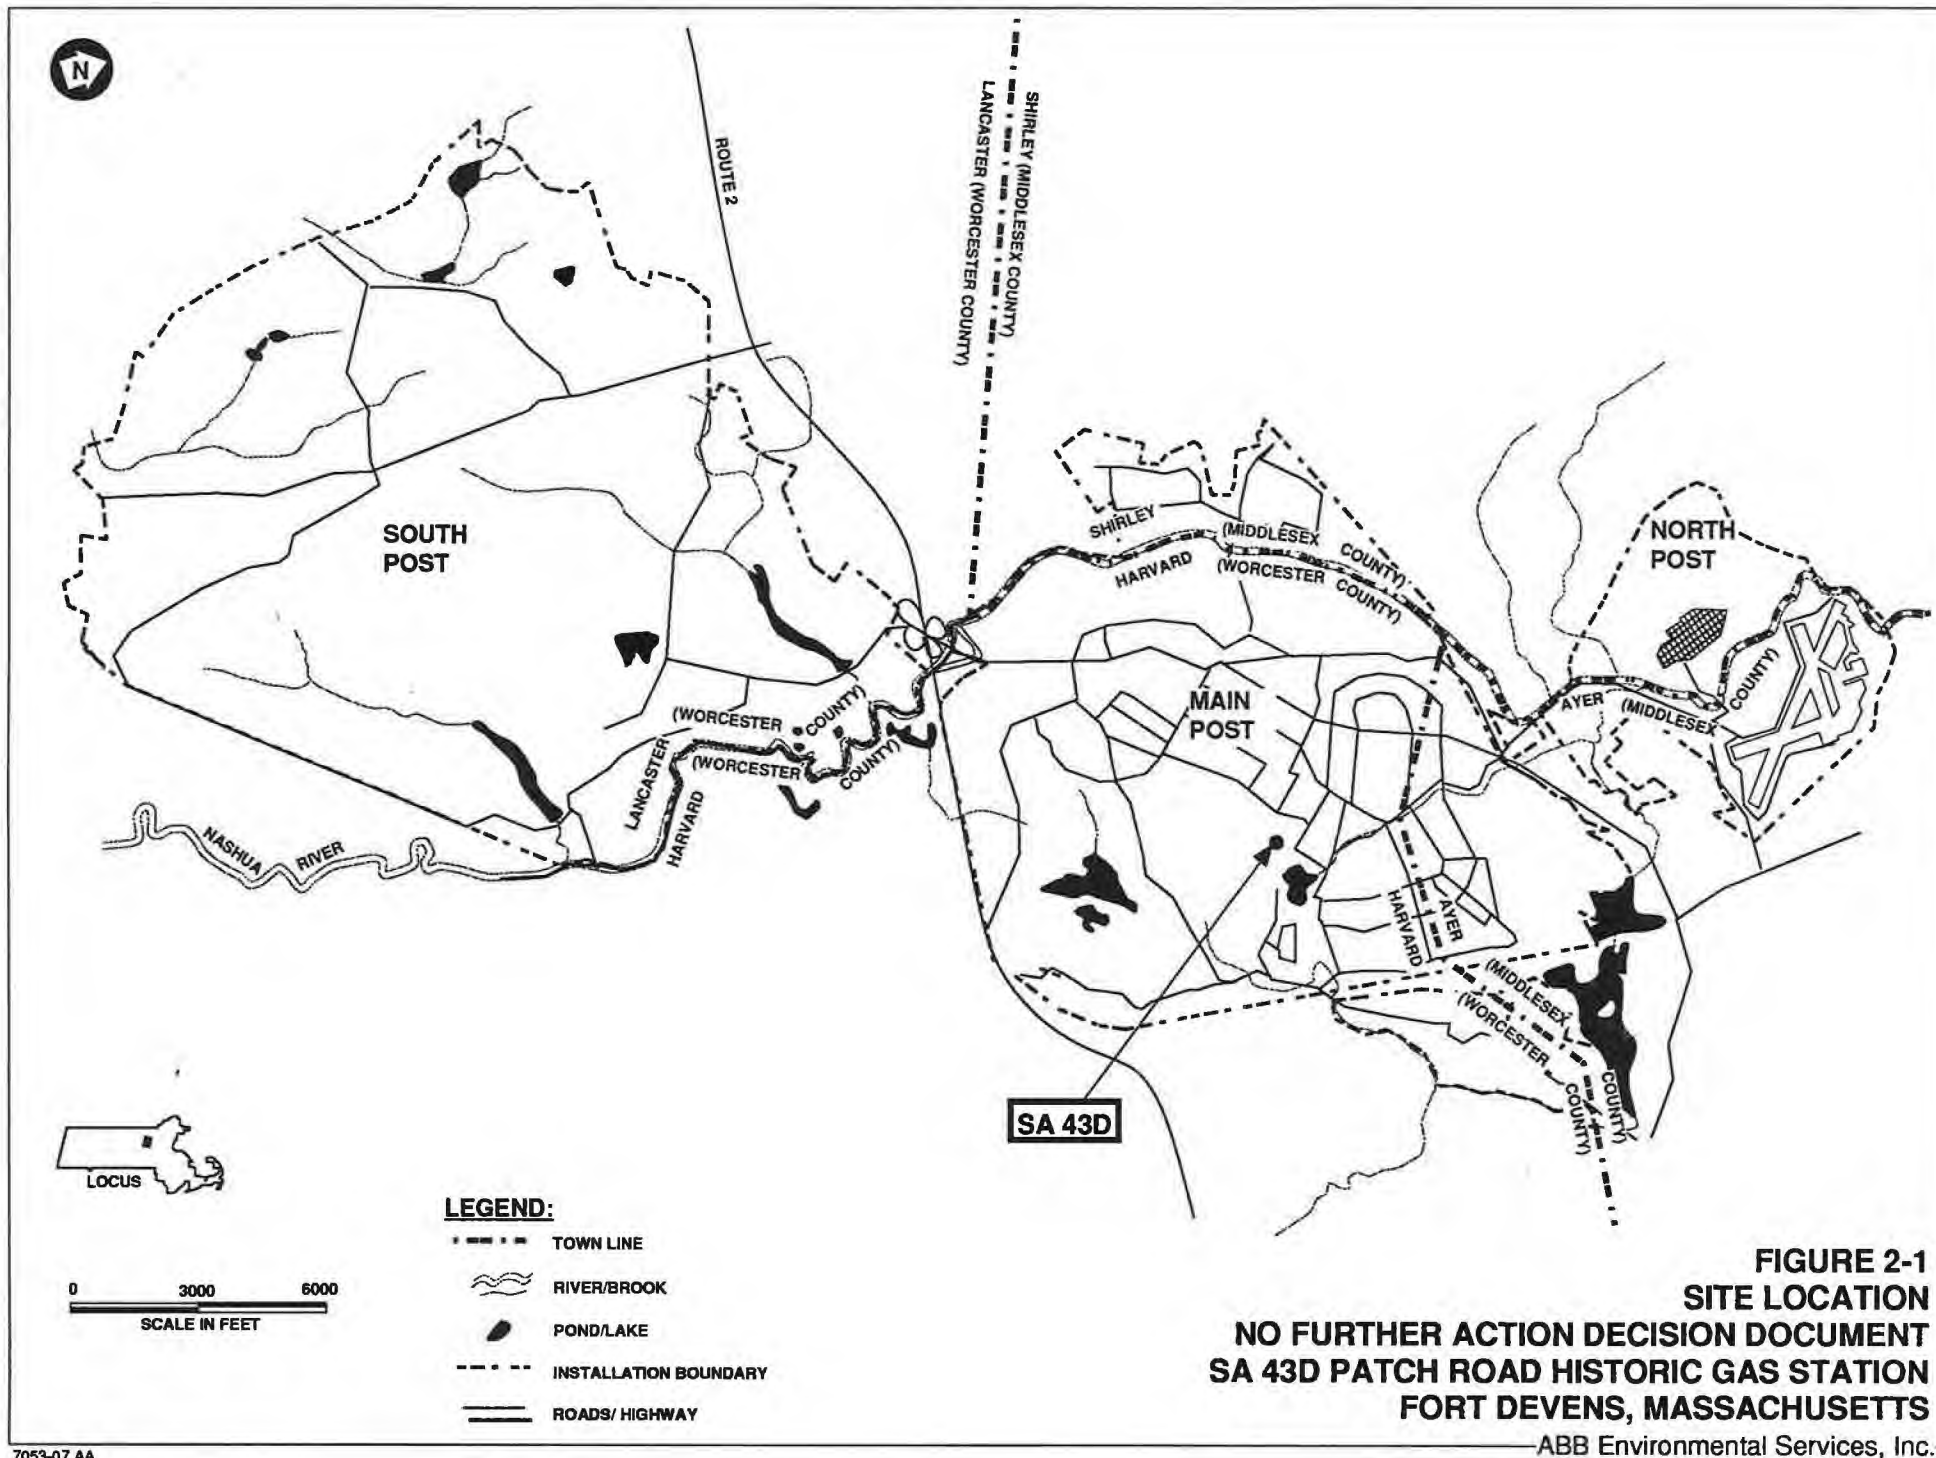 N
ROUTE 2
LANCASTER (WORCESTER COUNTY)
SHIRLEY (MIDDLESEX COUNTY)
SOUTH
POST
SHIRLEY (MIDDLESEX COUNTY)
HARVARD (WORCESTER COUNTY)
NORTH
POST
AYER (MIDDLESEX COUNTY)
MAIN
POST
LANCASTER (WORCESTER COUNTY)
HARVARD (WORCESTER COUNTY)
NASHUA RIVER
HARVARD
AYER
(MIDDLESEX COUNTY)
(WORCESTER COUNTY)
SA 43D
LOCUS
0 3000 6000
SCALE IN FEET
LEGEND:
TOWN LINE
RIVER/BROOK
POND/LAKE
INSTALLATION BOUNDARY
ROADS/ HIGHWAY
FIGURE 2-1
SITE LOCATION
NO FURTHER ACTION DECISION DOCUMENT
SA 43D PATCH ROAD HISTORIC GAS STATION
FORT DEVENS, MASSACHUSETTS
ABB Environmental Services, Inc.
7053-07 AA